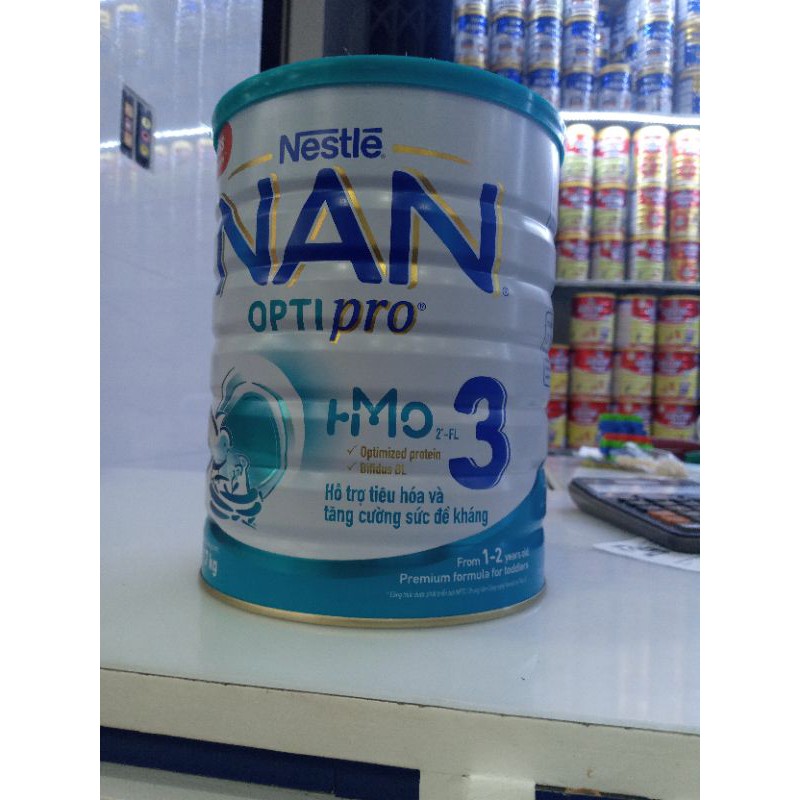 Nestlé®
NAN®
OPTIpro®
HMO
2'-FL
3
✓ Optimized protein
✓ Bifidus BL
Hỗ trợ tiêu hóa và
tăng cường sức đề kháng
From 1-2 years old
Premium formula for toddlers
kg